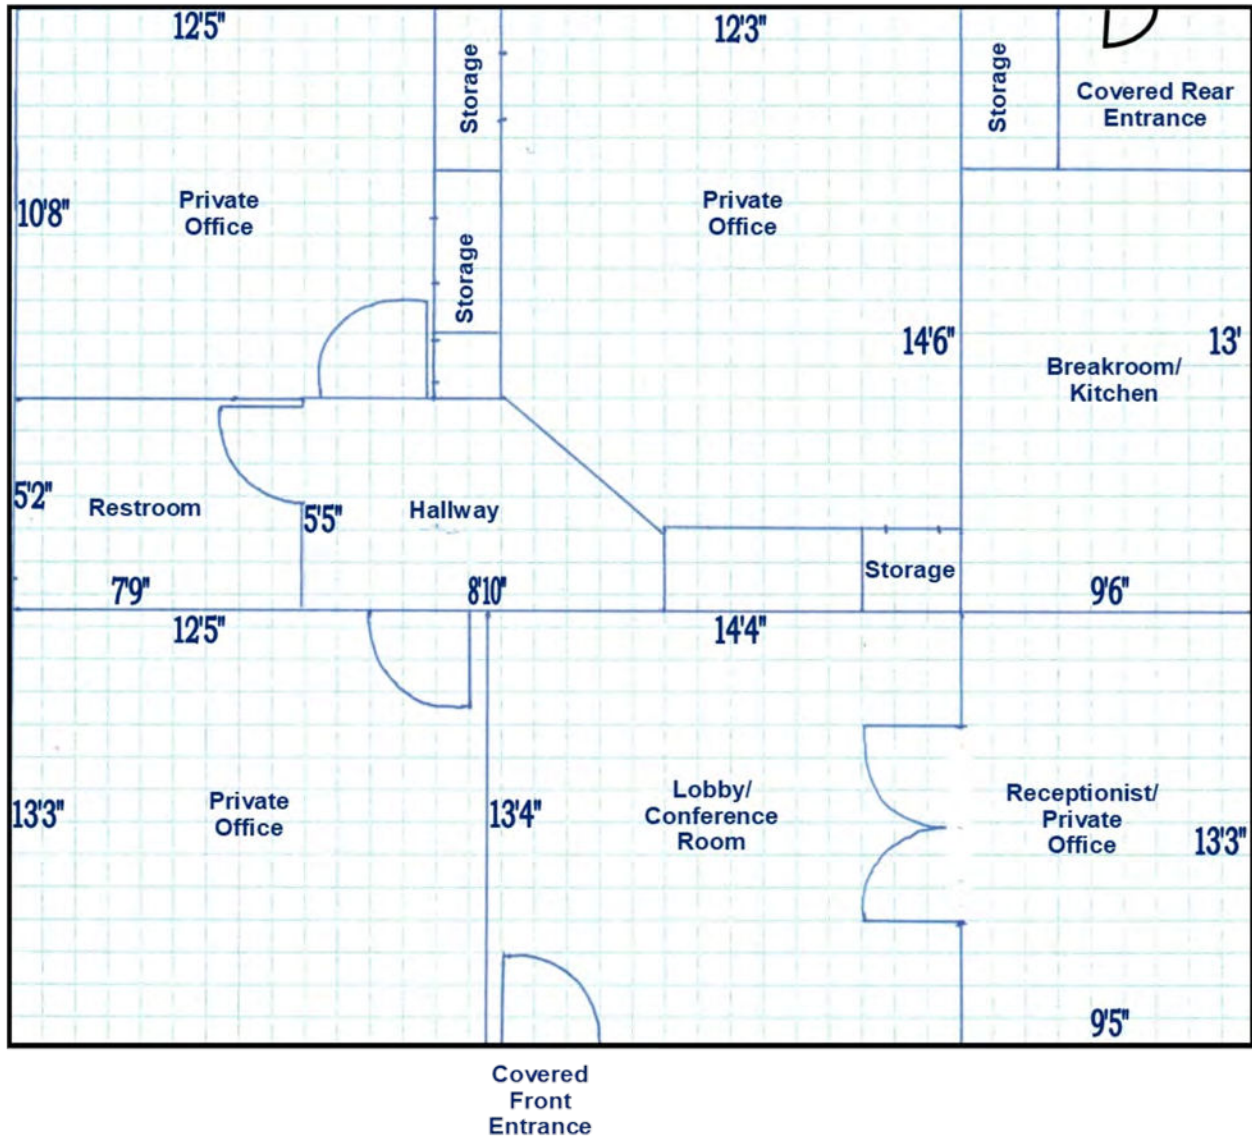 12'5"
12'3"
Storage
Storage
Covered Rear
Entrance
Private
Office
10'8"
Private
Office
Storage
14'6"
13'
Breakroom/
Kitchen
5'2"
Restroom
5'5"
Hallway
Storage
7'9"
8'10"
9'6"
12'5"
14'4"
Private
Office
13'3"
13'4"
Lobby/
Conference
Room
Receptionist/
Private
Office
13'3"
9'5"
Covered
Front
Entrance